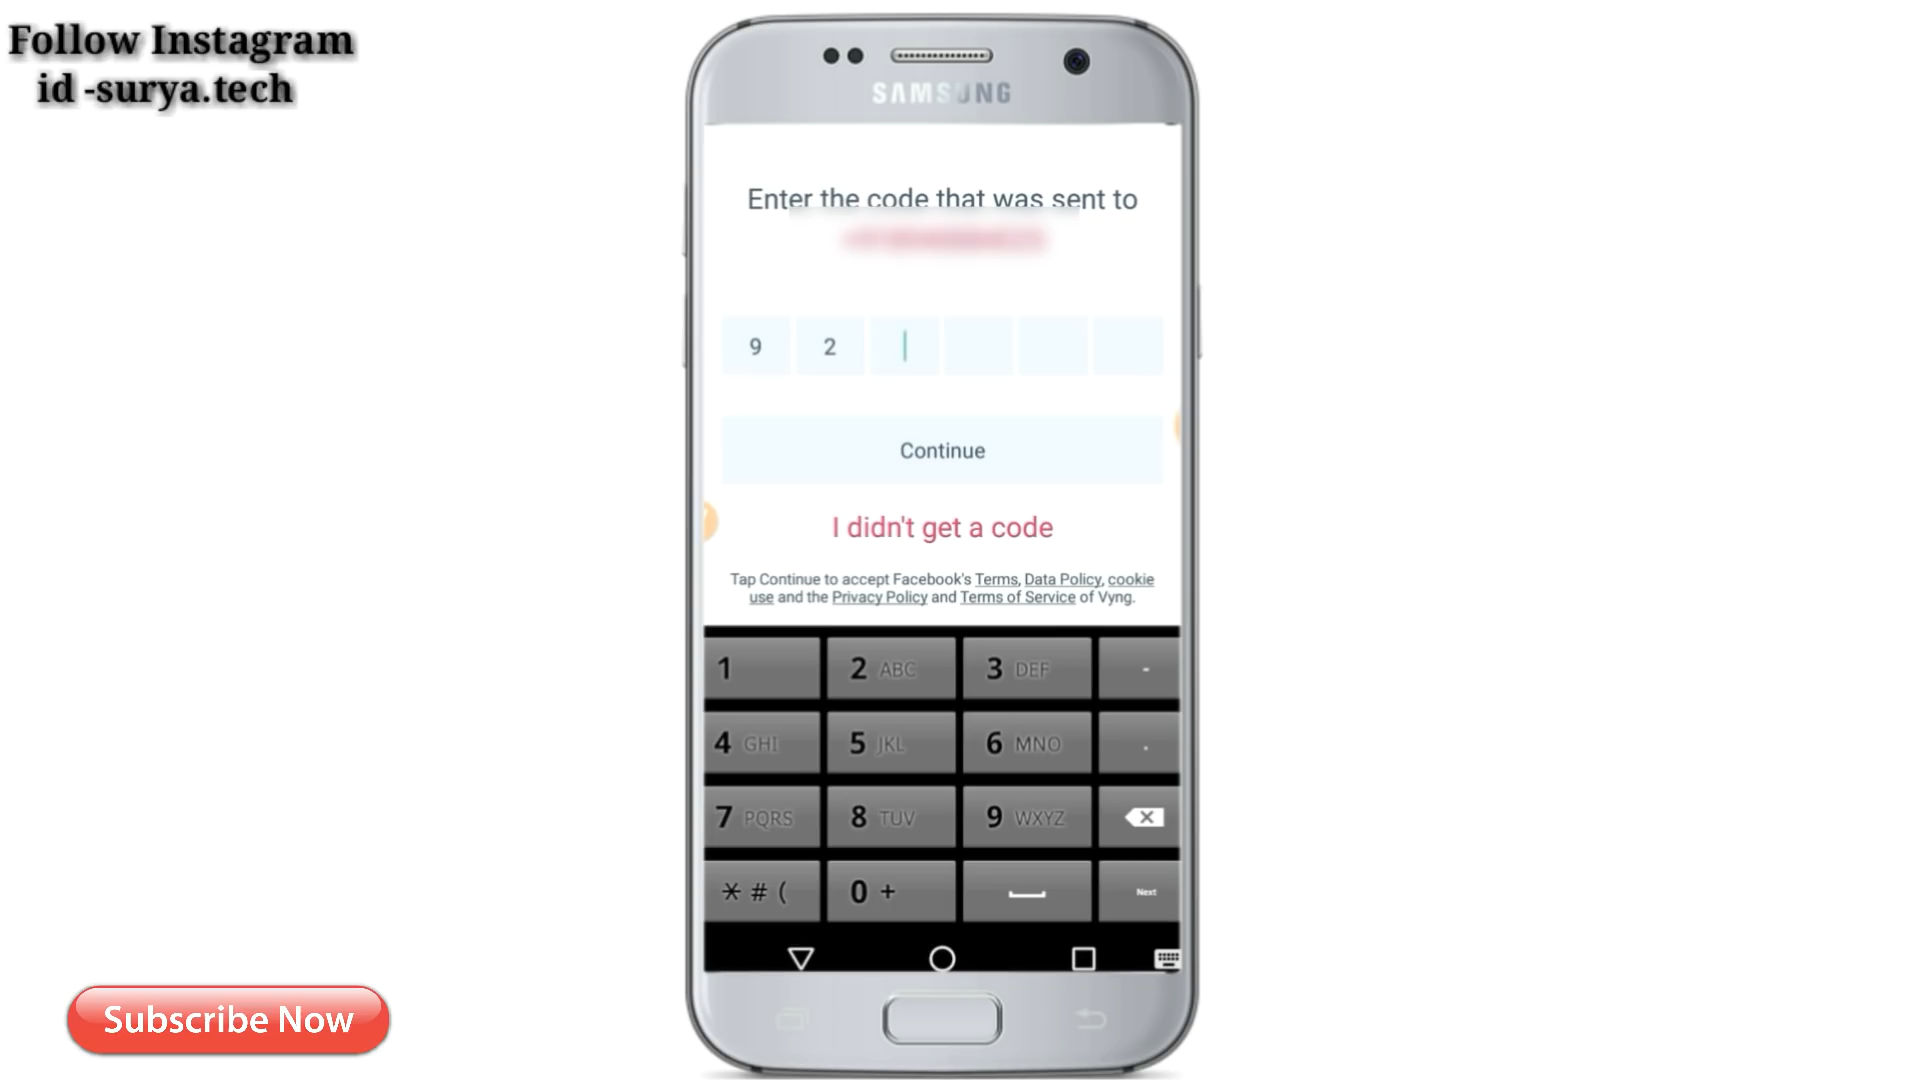 Follow Instagram
id -surya.tech
SAMSUNG
Enter the code that was sent to
9 2
Continue
I didn't get a code
Tap Continue to accept Facebook's Terms, Data Policy, cookie
use and the Privacy Policy and Terms of Service of Vyng.
1 2 ABC 3 DEF -
4 GHI 5 JKL 6 MNO .
7 PQRS 8 TUV 9 WXYZ
* # ( 0 + Next
Subscribe Now